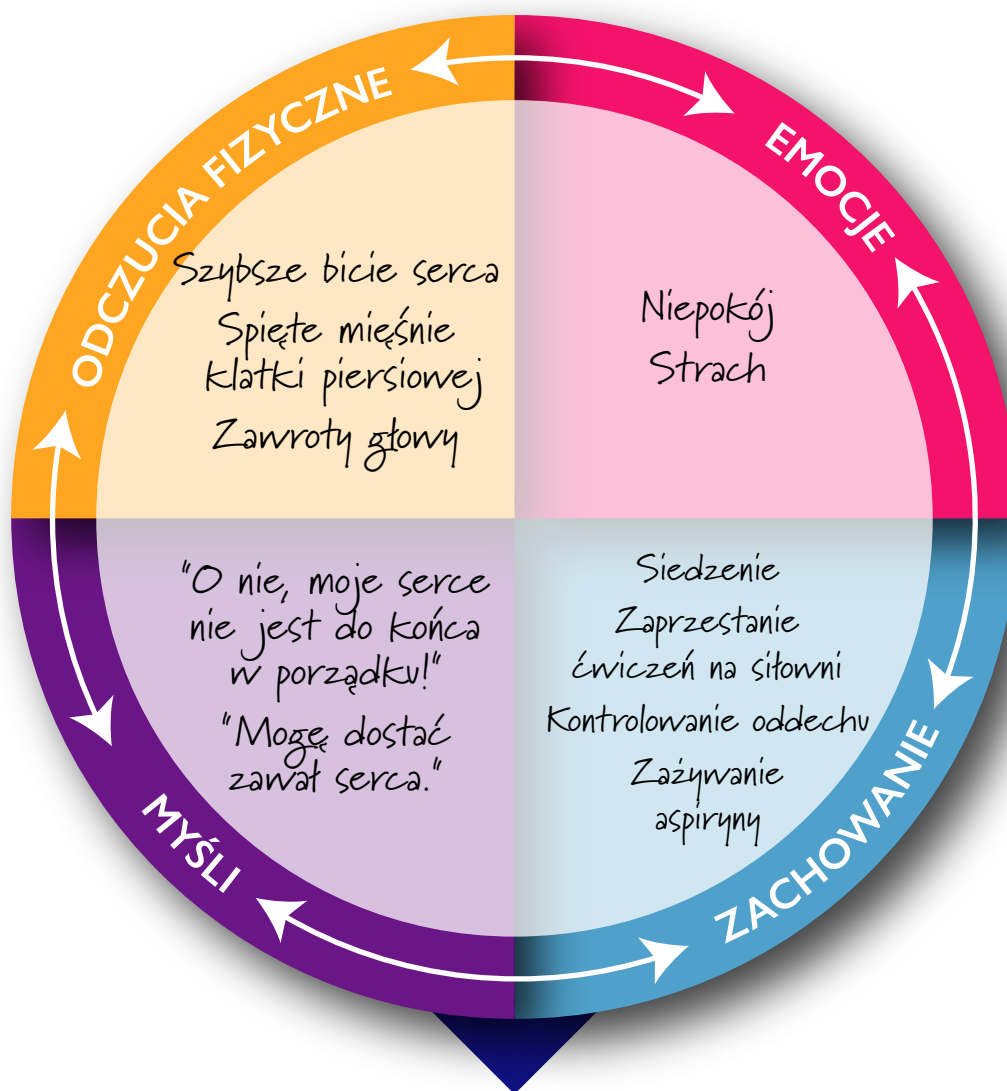 ODCZUCIA FIZYCZNE
Szybsze bicie serca
Spięte mięśnie
klatki piersiowej
Zawroty głowy
EMOCJE
Niepokój
Strach
MYŚLI
"O nie, moje serce
nie jest do końca
w porządku!"
"Mogę dostać
zawał serca."
ZACHOWANIE
Siedzenie
Zaprzestanie
ćwiczeń na siłowni
Kontrolowanie oddechu
Zażywanie
aspiryny